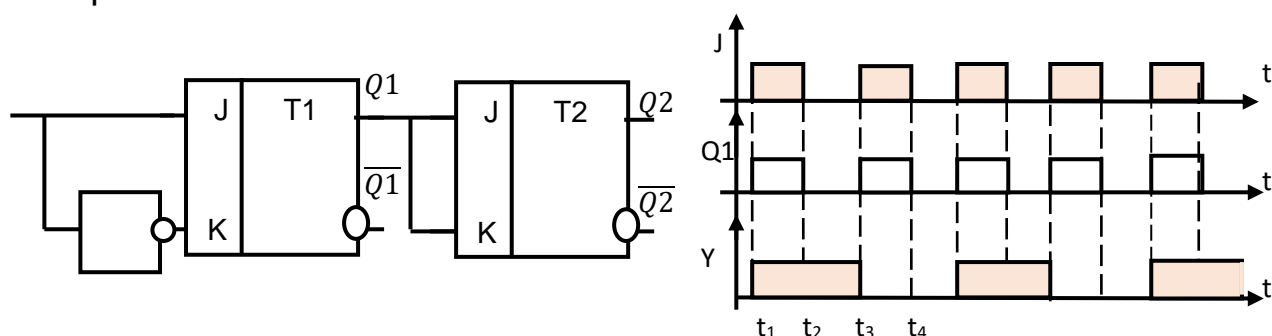 J T1 Q1 J T2 Q2
K Q̅1̅ K Q̅2̅
J t
Q1 t
Y t
t₁ t₂ t₃ t₄